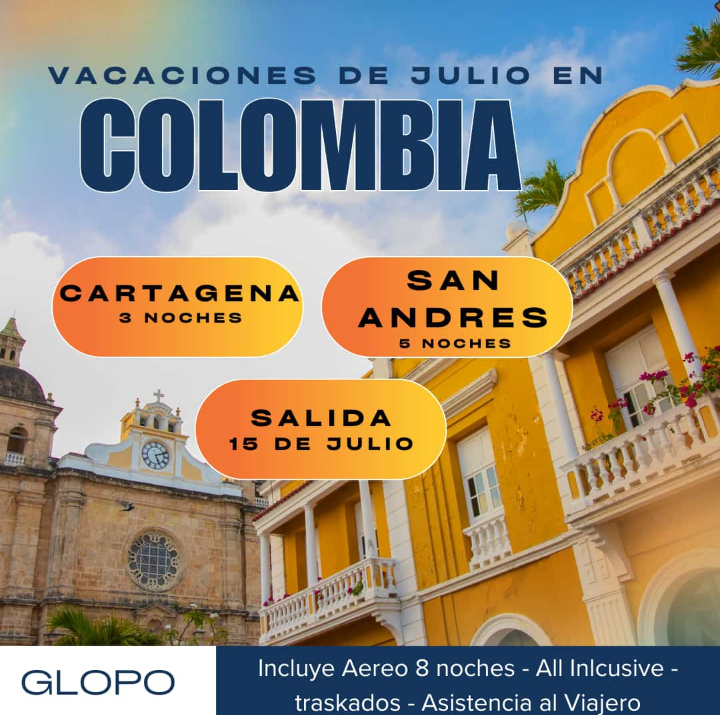 VACACIONES DE JULIO EN
COLOMBIA
CARTAGENA
3 NOCHES
SAN
ANDRES
5 NOCHES
SALIDA
15 DE JULIO
GLOPO
Incluye Aereo 8 noches - All Inlcusive -
traskados - Asistencia al Viajero